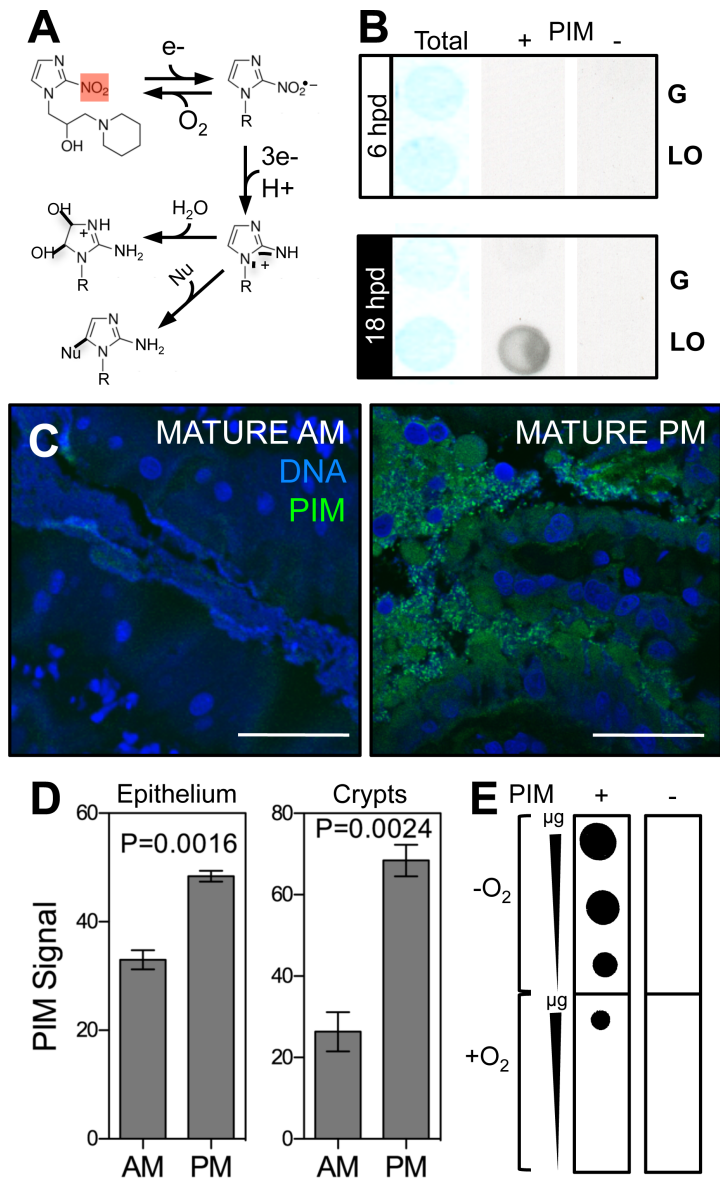 A
e-
O2
N
N
NO2
N
OH
N
N
NO2•−
R
3e-
H+
OH
OH
NH
+
N
NH2
R
H2O
N
N
NH
+
R
Nu
Nu
N
N
NH2
R
B
Total + PIM -
6 hpd
G
LO
18 hpd
G
LO
C
MATURE AM
DNA
PIM
MATURE PM
D
Epithelium
PIM Signal
60
40
20
0
P=0.0016
AM PM
Crypts
80
60
40
20
0
P=0.0024
AM PM
E
PIM + -
µg
-O2
µg
+O2